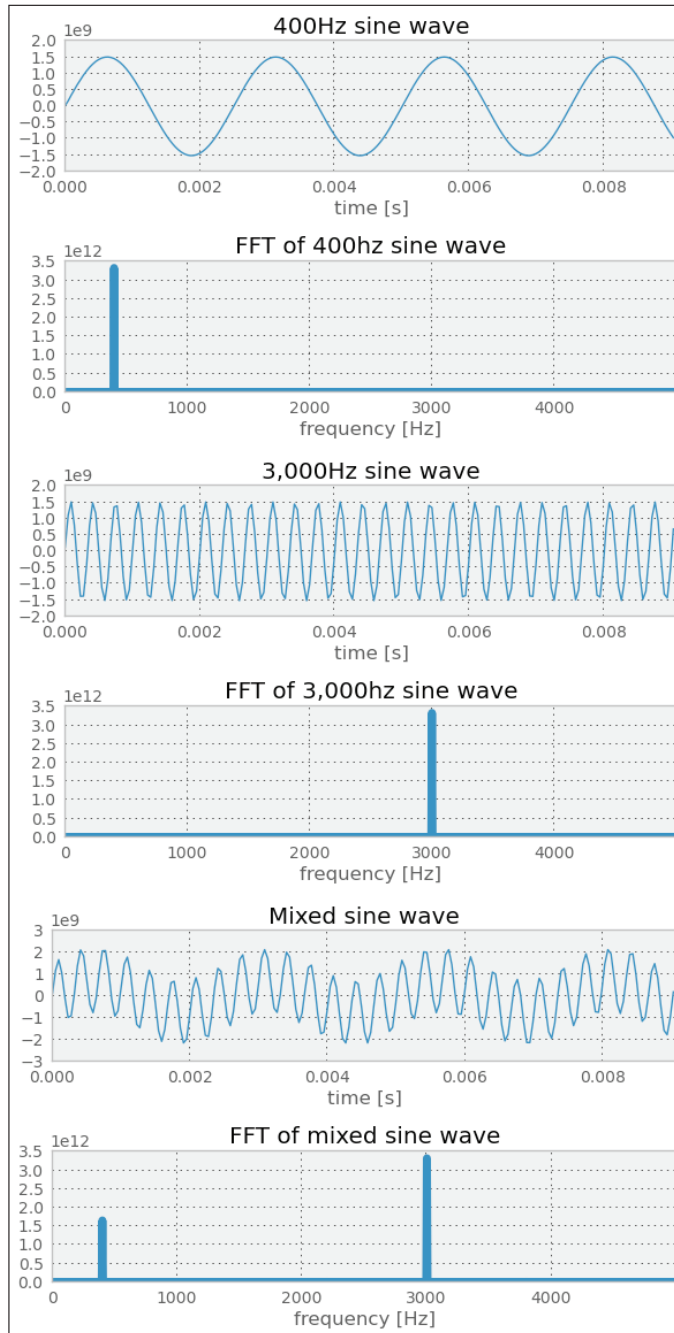 400Hz sine wave
1e9
2.0
1.5
1.0
0.5
0.0
−0.5
−1.0
−1.5
−2.0
0.000 0.002 0.004 0.006 0.008
time [s]
FFT of 400hz sine wave
1e12
3.5
3.0
2.5
2.0
1.5
1.0
0.5
0.0
0 1000 2000 3000 4000
frequency [Hz]
3,000Hz sine wave
1e9
2.0
1.5
1.0
0.5
0.0
−0.5
−1.0
−1.5
−2.0
0.000 0.002 0.004 0.006 0.008
time [s]
FFT of 3,000hz sine wave
1e12
3.5
3.0
2.5
2.0
1.5
1.0
0.5
0.0
0 1000 2000 3000 4000
frequency [Hz]
Mixed sine wave
1e9
3
2
1
0
−1
−2
−3
0.000 0.002 0.004 0.006 0.008
time [s]
FFT of mixed sine wave
1e12
3.5
3.0
2.5
2.0
1.5
1.0
0.5
0.0
0 1000 2000 3000 4000
frequency [Hz]